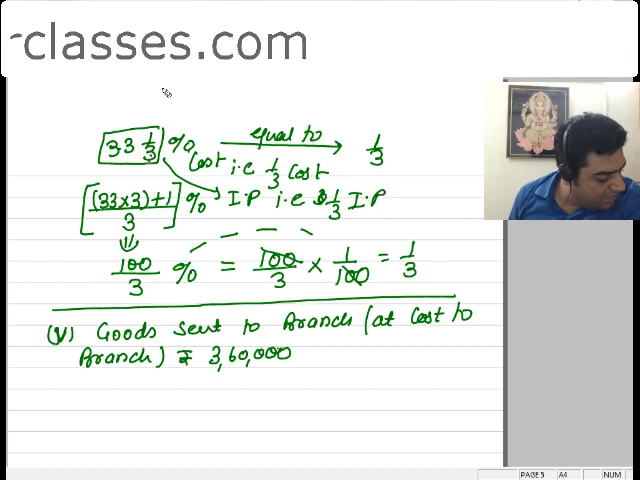 classes.com
33 1/3 % equal to 1/3
Cost i.e 1/3 Cost
[((33×3)+1)/3] % I.P i.e 1/3 I.P
100/3 % = 100/3 × 1/100 = 1/3
(V) Goods sent to Branch (at Cost to
Branch) ₹ 3,60,000
PAGE 5 A4 NUM